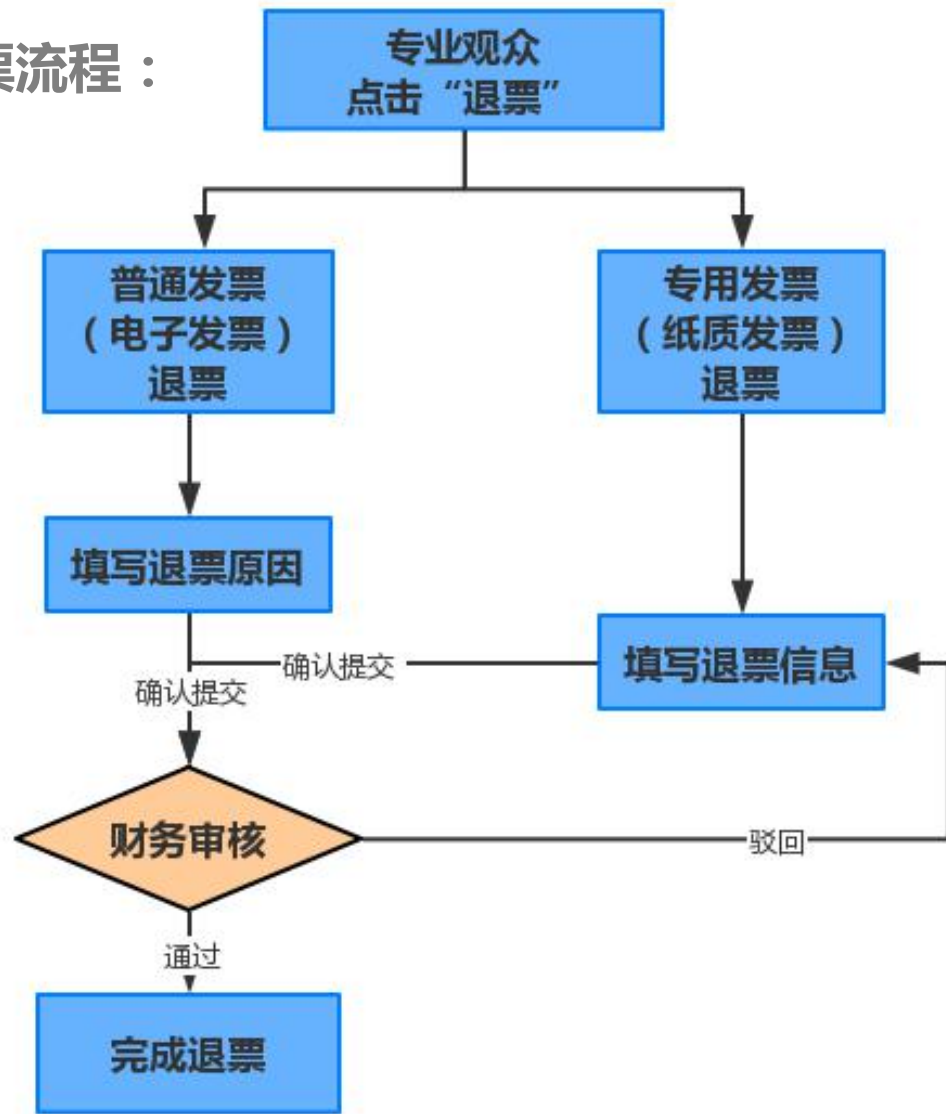 票流程：
专业观众
点击“退票”
普通发票
（电子发票）
退票
专用发票
（纸质发票）
退票
填写退票原因
填写退票信息
确认提交
确认提交
财务审核
驳回
通过
完成退票